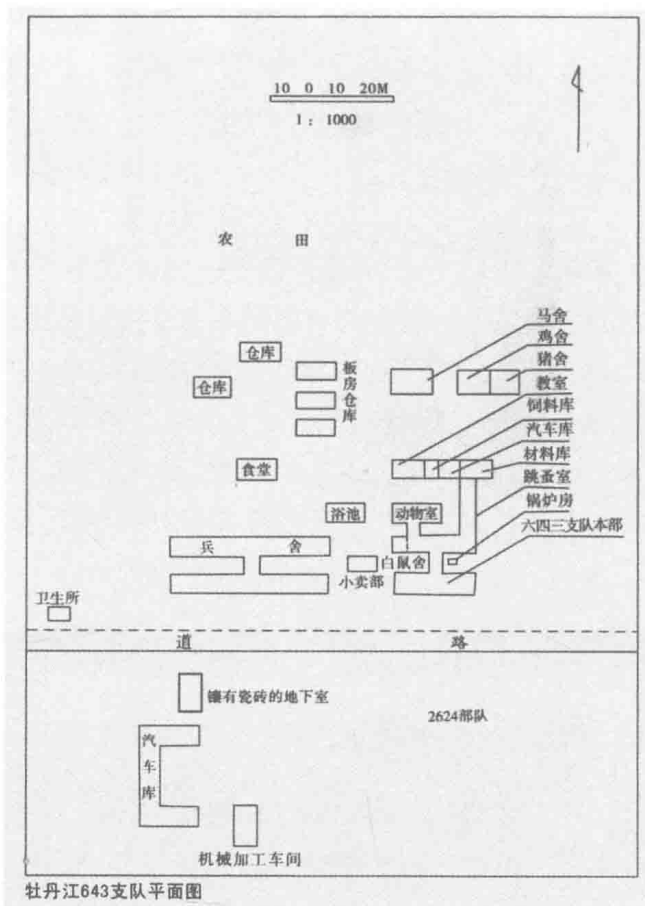 10 0 10 20M
1：1000
农 田
马舍
鸡舍
猪舍
教室
饲料库
汽车库
材料库
跳蚤室
锅炉房
六四三支队本部
仓库
仓库
板房仓库
食堂
浴池
动物室
兵 舍
白鼠舍
小卖部
卫生所
道 路
镶有瓷砖的地下室
2624部队
汽车库
机械加工车间
牡丹江643支队平面图